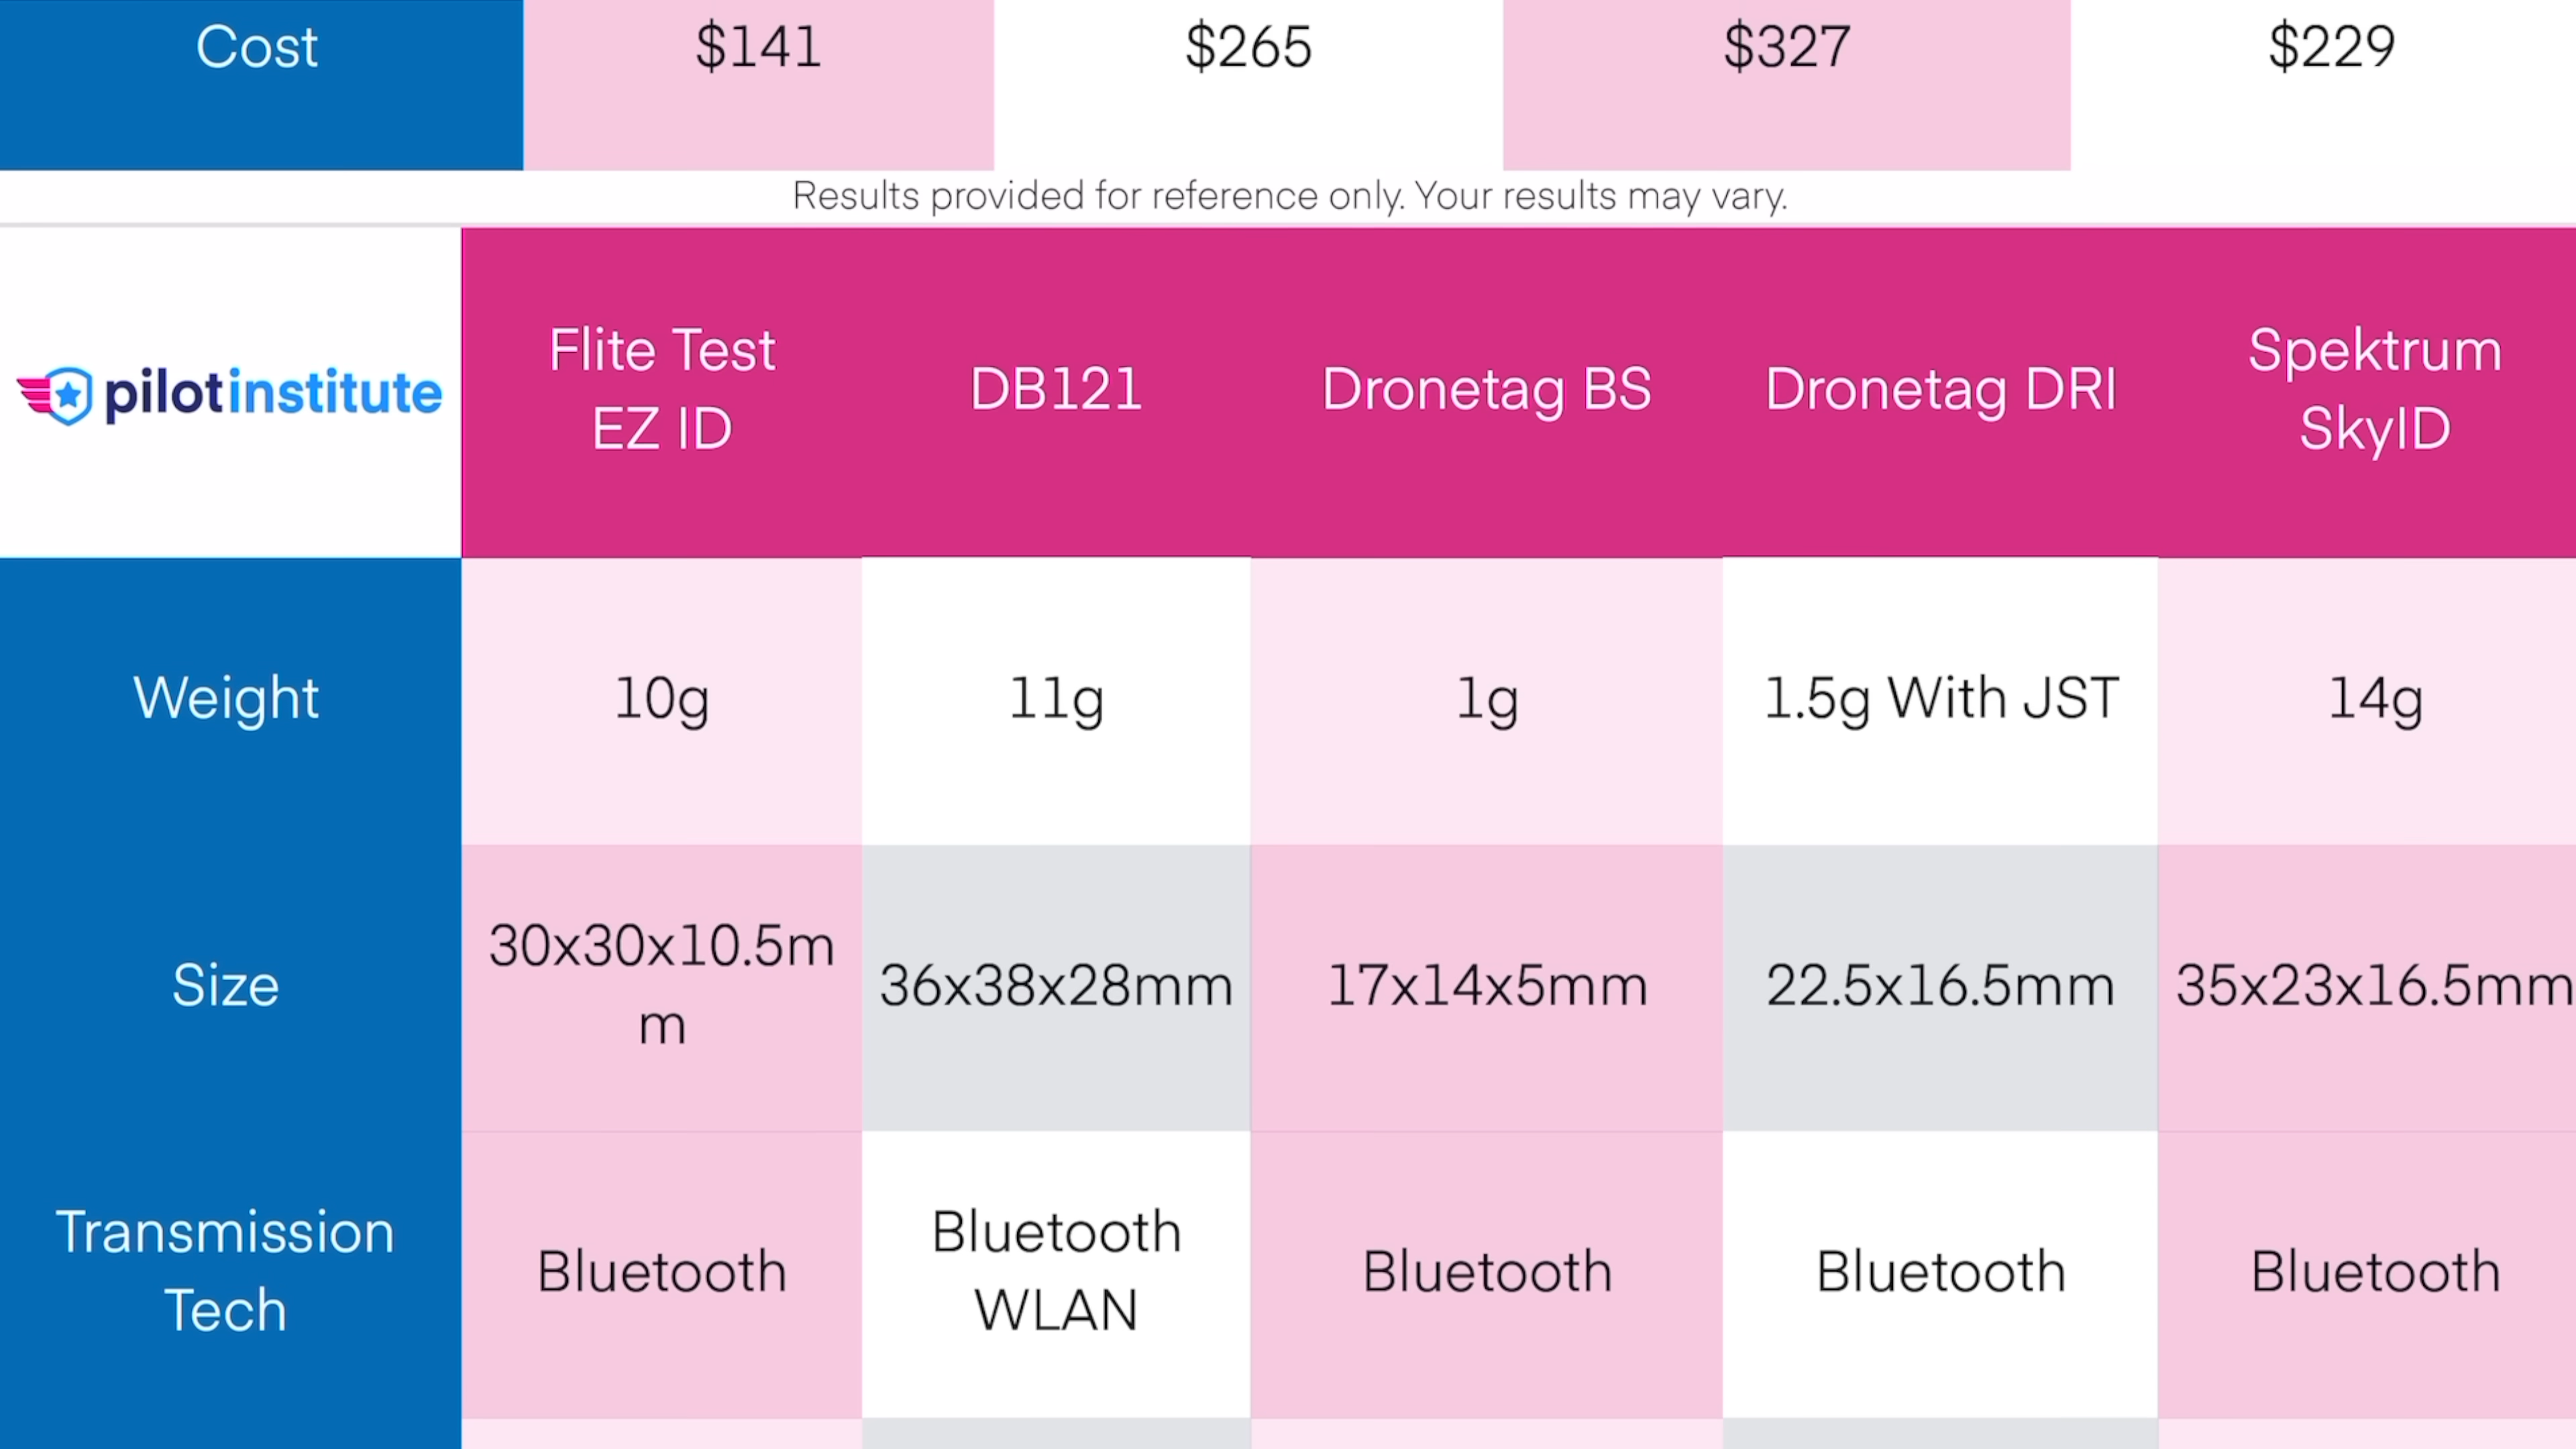 Cost $141 $265 $327 $229
Results provided for reference only. Your results may vary.
pilotinstitute
Flite Test
EZ ID
DB121
Dronetag BS
Dronetag DRI
Spektrum
SkyID
Weight 10g 11g 1g 1.5g With JST 14g
Size
30x30x10.5m
m
36x38x28mm
17x14x5mm
22.5x16.5mm
35x23x16.5mm
Transmission
Tech
Bluetooth
Bluetooth
WLAN
Bluetooth
Bluetooth
Bluetooth